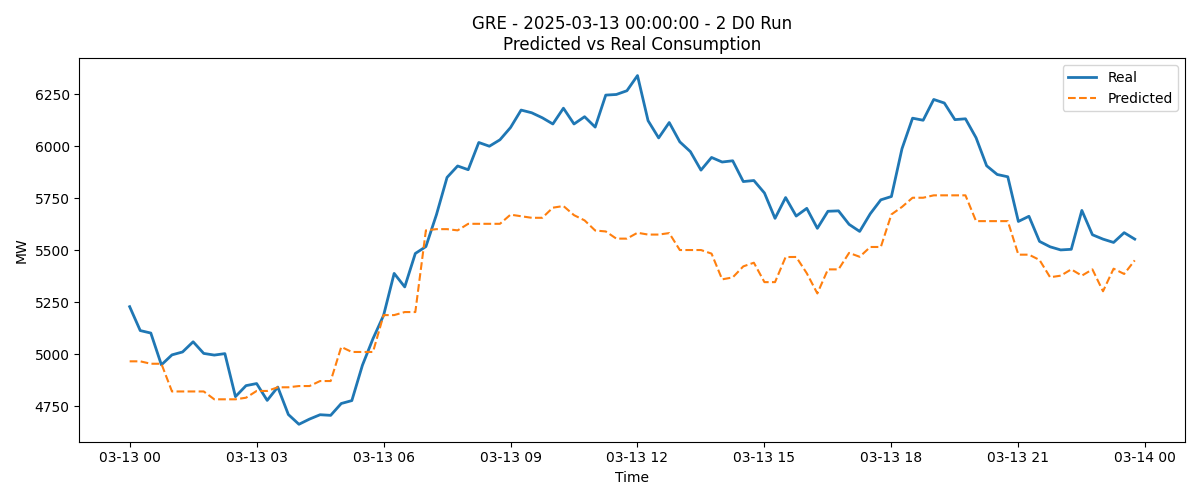 GRE - 2025-03-13 00:00:00 - 2 D0 Run
Predicted vs Real Consumption
Real
Predicted
MW
6250
6000
5750
5500
5250
5000
4750
03-13 00
03-13 03
03-13 06
03-13 09
03-13 12
03-13 15
03-13 18
03-13 21
03-14 00
Time